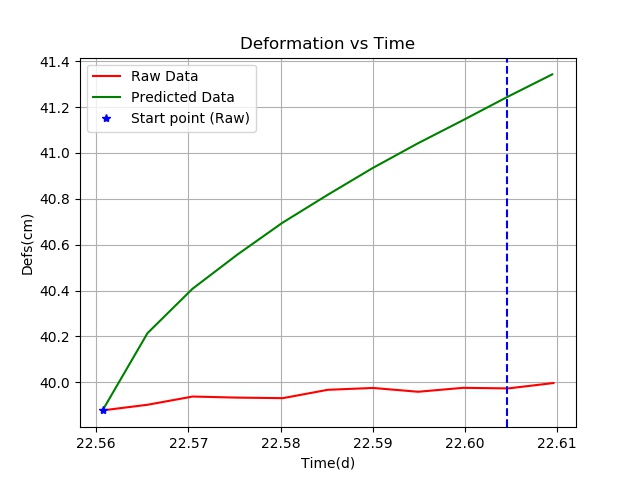 Deformation vs Time
Raw Data
Predicted Data
Start point (Raw)
41.4
41.2
41.0
40.8
40.6
40.4
40.2
40.0
Defs(cm)
22.56 22.57 22.58 22.59 22.60 22.61
Time(d)